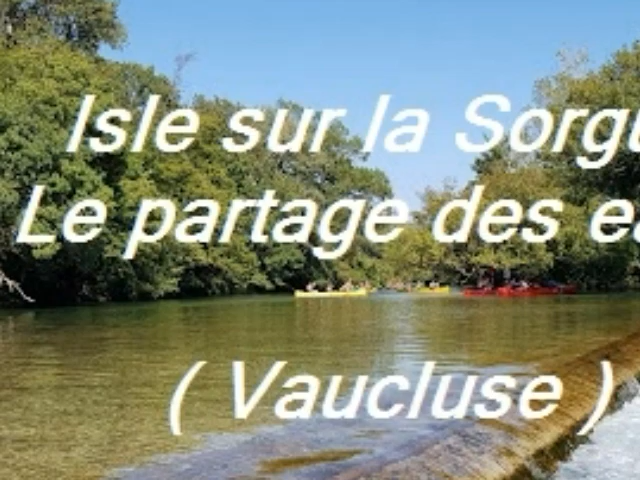 Isle sur la Sorgu
Le partage des ea
( Vaucluse )